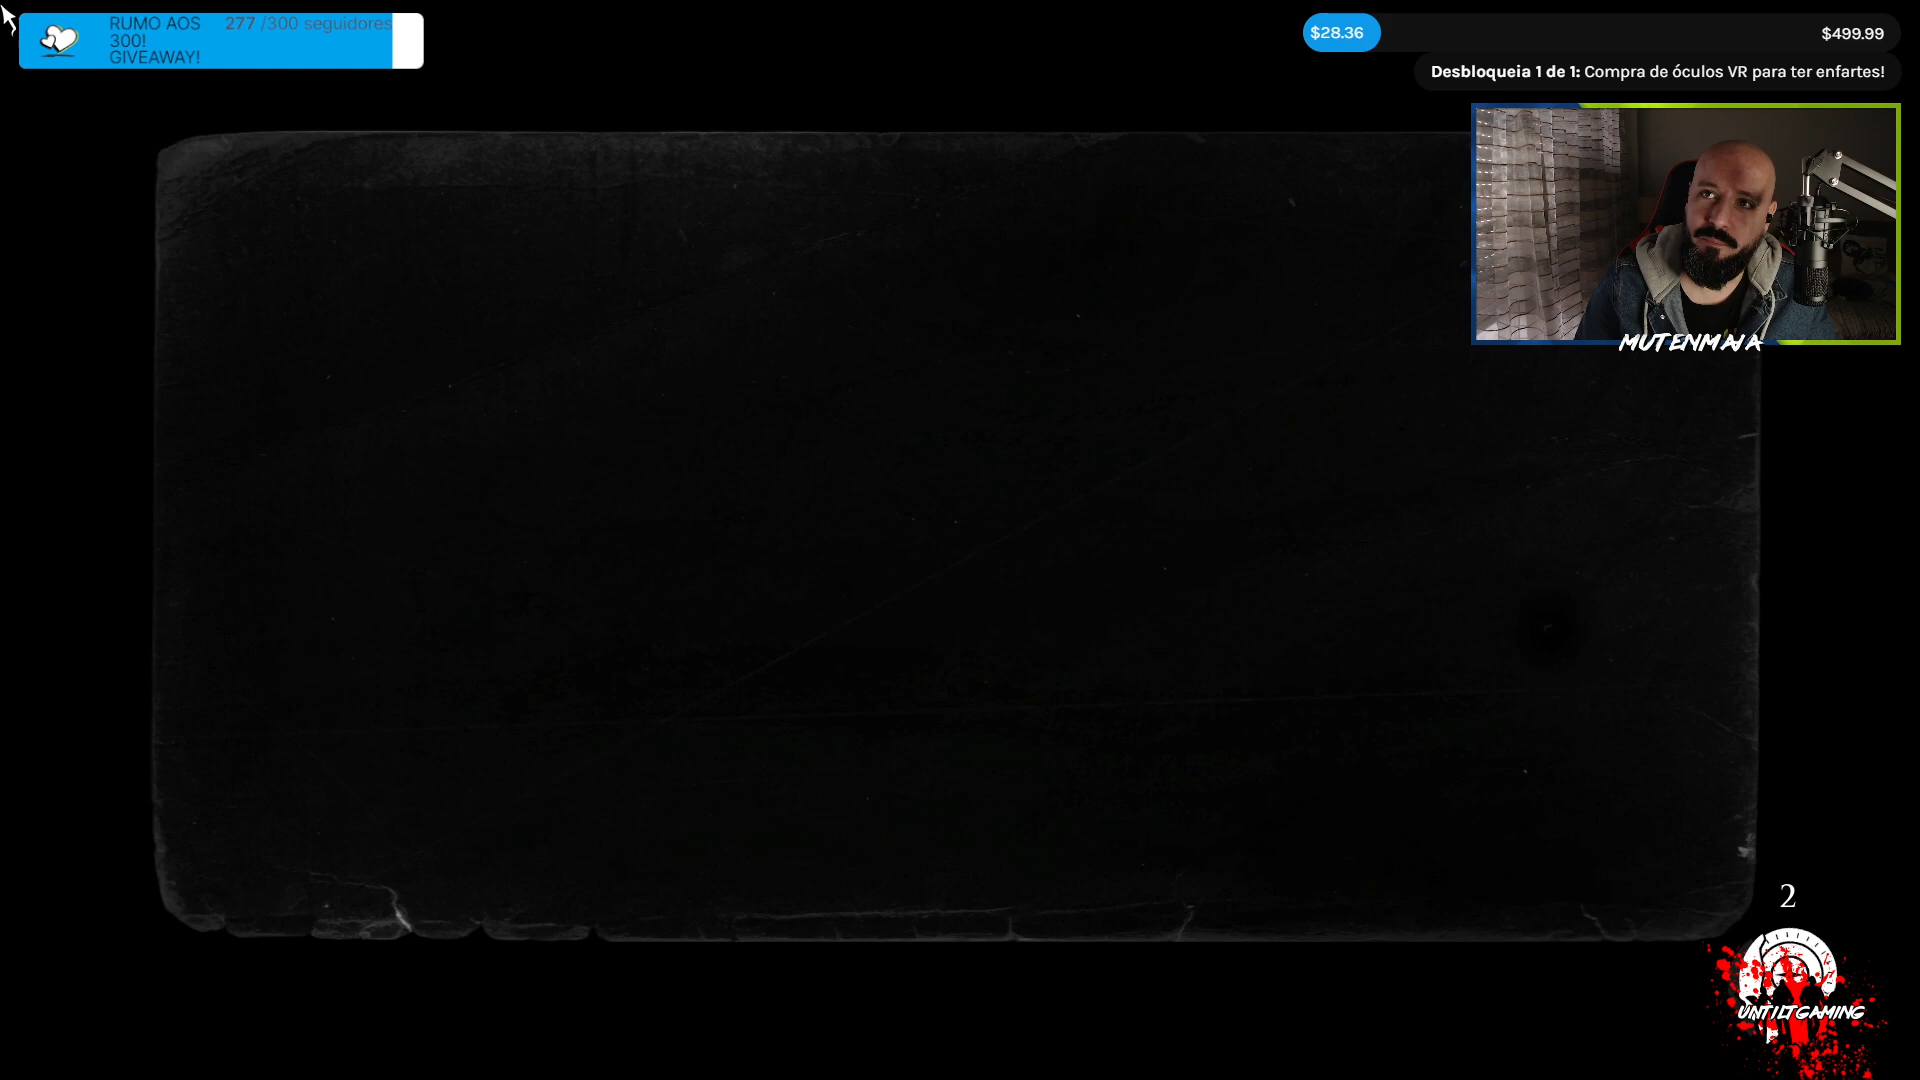 RUMO AOS 300! GIVEAWAY!
277 /300 seguidores
$28.36
$499.99
Desbloqueia 1 de 1: Compra de óculos VR para ter enfartes!
MUTENMAIA
2
UNTILTGAMING